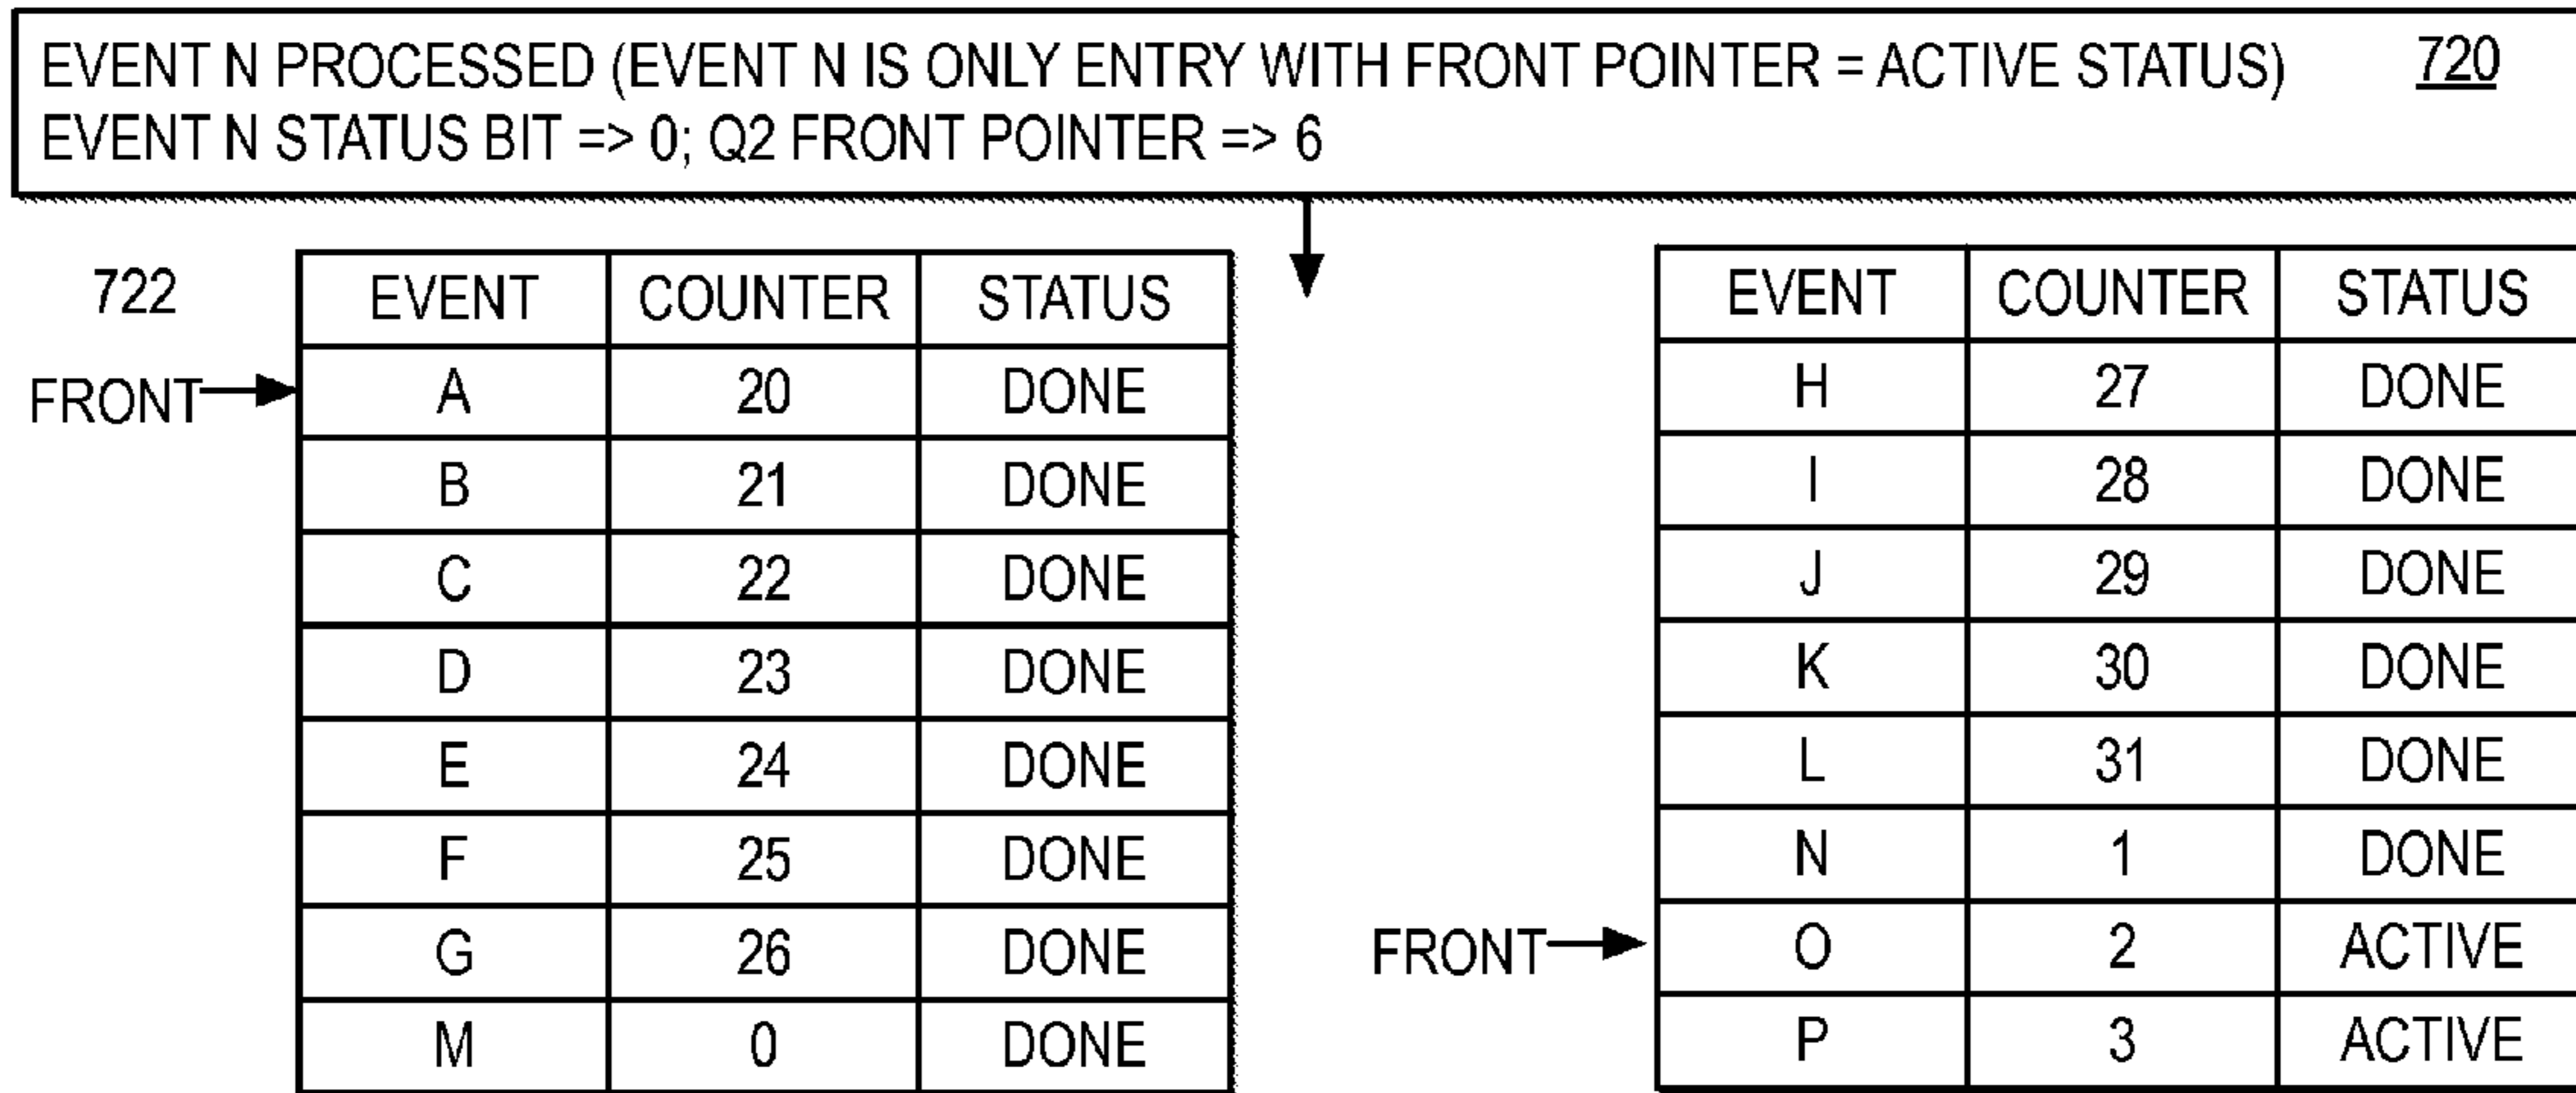 EVENT N PROCESSED (EVENT N IS ONLY ENTRY WITH FRONT POINTER = ACTIVE STATUS) 720
EVENT N STATUS BIT => 0; Q2 FRONT POINTER => 6
722
EVENT COUNTER STATUS
FRONT A 20 DONE
B 21 DONE
C 22 DONE
D 23 DONE
E 24 DONE
F 25 DONE
G 26 DONE
M 0 DONE
EVENT COUNTER STATUS
H 27 DONE
I 28 DONE
J 29 DONE
K 30 DONE
L 31 DONE
N 1 DONE
FRONT O 2 ACTIVE
P 3 ACTIVE